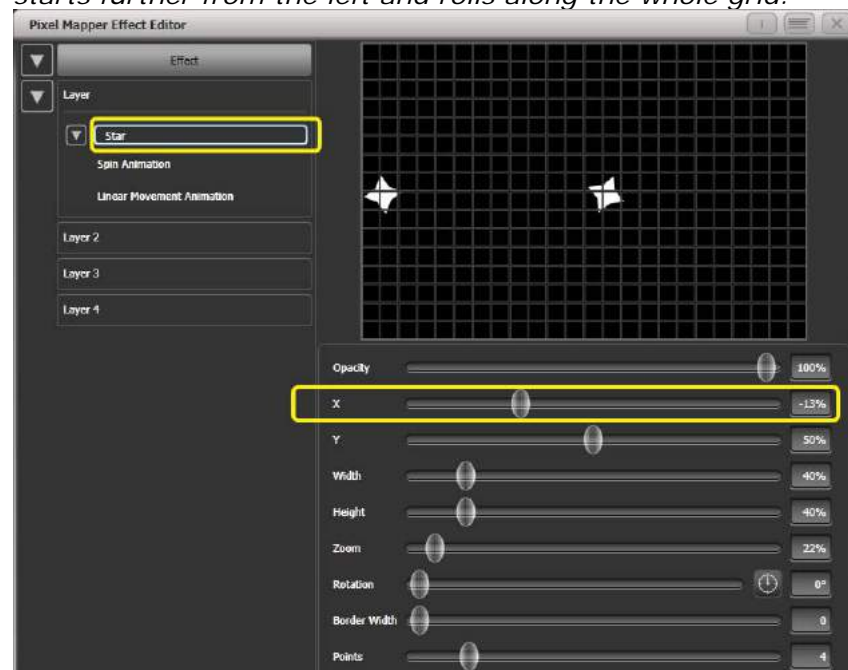 starts further from the left and rolls along the whole grid.
Pixel Mapper Effect Editor
Effect
Layer
Star
Spin Animation
Linear Movement Animation
Layer 2
Layer 3
Layer 4
Opacity 100%
X -13%
Y 50%
Width 40%
Height 40%
Zoom 22%
Rotation 0°
Border Width 0
Points 4